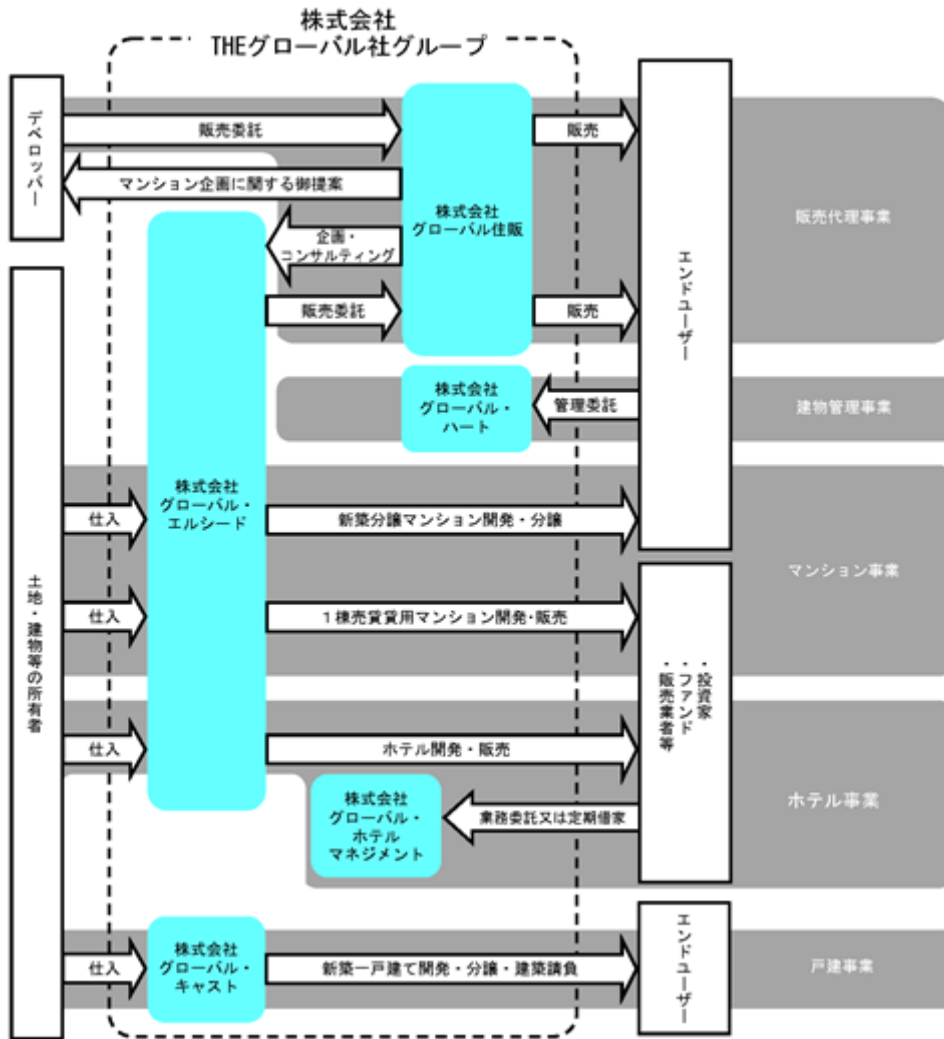 株式会社
THEグローバル社グループ
デベロッパー
販売委託
販売
マンション企画に関する御提案
株式会社
グローバル住販
企画・
コンサルティング
販売委託
販売
エンドユーザー
販売代理事業
株式会社
グローバル・
ハート
管理委託
建物管理事業
土地・建物等の所有者
株式会社
グローバル・
エルシード
仕入
新築分譲マンション開発・分譲
マンション事業
仕入
1棟売賃貸用マンション開発・販売
・投資家
・ファンド
・販売業者等
仕入
ホテル開発・販売
ホテル事業
株式会社
グローバル・
ホテル
マネジメント
業務委託又は定期借家
仕入
株式会社
グローバル・
キャスト
新築一戸建て開発・分譲・建築請負
エンドユーザー
戸建事業